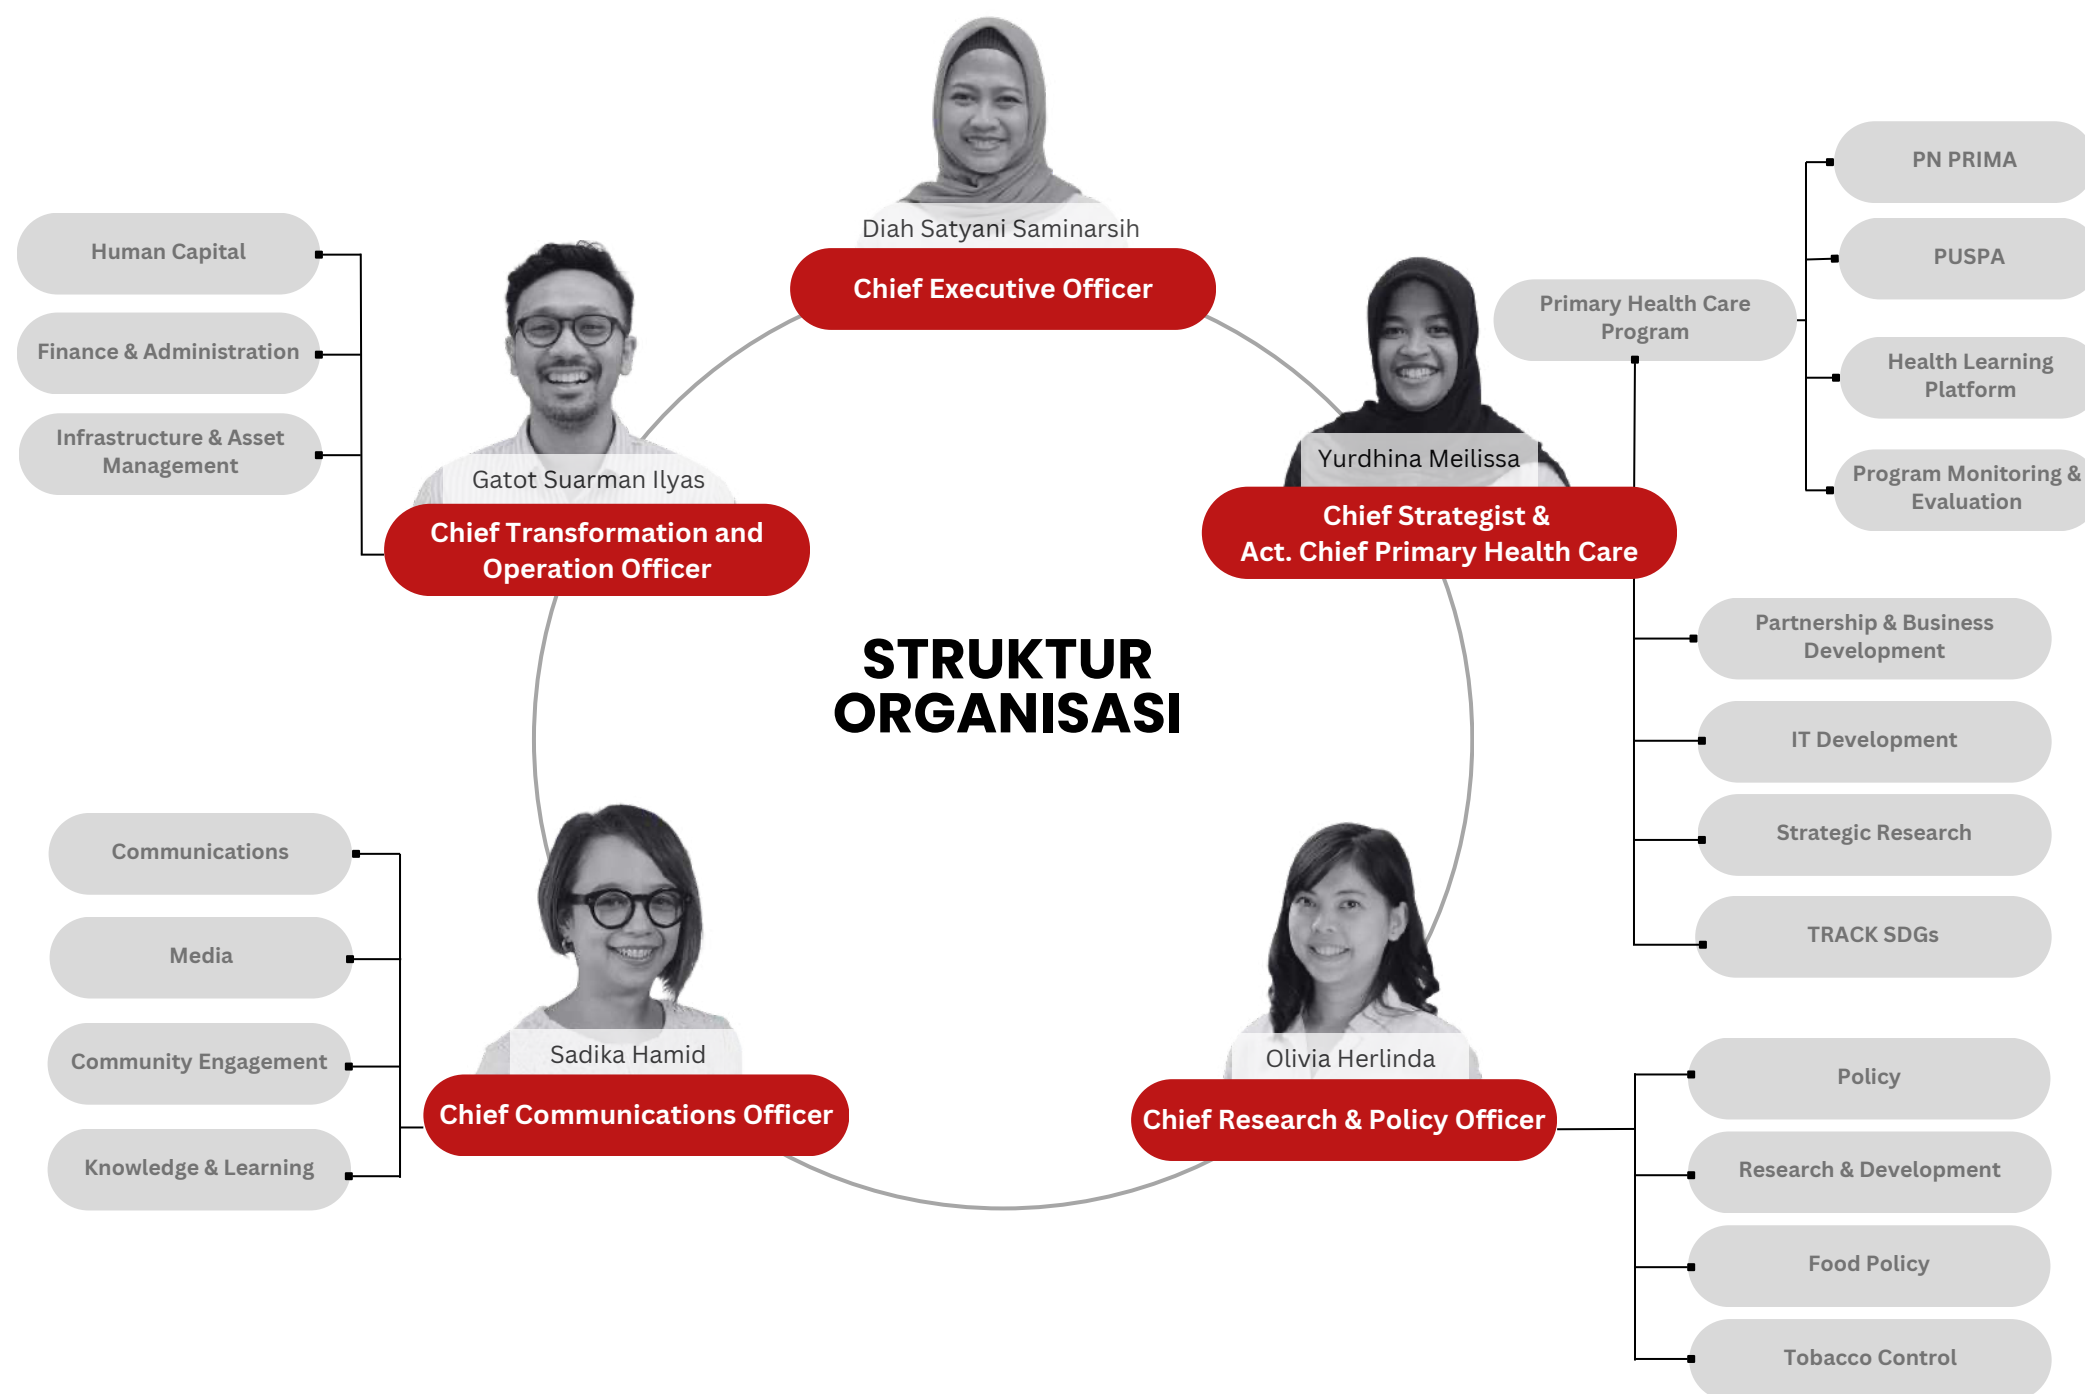 Diah Satyani Saminarsih
Chief Executive Officer
Human Capital
Finance & Administration
Infrastructure & Asset
Management
Gatot Suarman Ilyas
Chief Transformation and
Operation Officer
Yurdhina Meilissa
Chief Strategist &
Act. Chief Primary Health Care
Primary Health Care
Program
PN PRIMA
PUSPA
Health Learning
Platform
Program Monitoring &
Evaluation
Partnership & Business
Development
IT Development
Strategic Research
TRACK SDGs
STRUKTUR
ORGANISASI
Communications
Media
Community Engagement
Knowledge & Learning
Sadika Hamid
Chief Communications Officer
Olivia Herlinda
Chief Research & Policy Officer
Policy
Research & Development
Food Policy
Tobacco Control